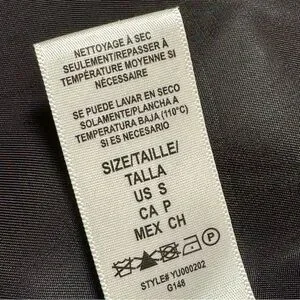 NETTOYAGE À SEC
SEULEMENT/REPASSER À
TEMPÉRATURE MOYENNE SI
NÉCESSAIRE
SE PUEDE LAVAR EN SECO
SOLAMENTE/PLANCHA A
TEMPERATURA BAJA (110°C)
SI ES NECESARIO
SIZE/TAILLE/
TALLA
US S
CA P
MEX CH
P
STYLE# YU000202
G148